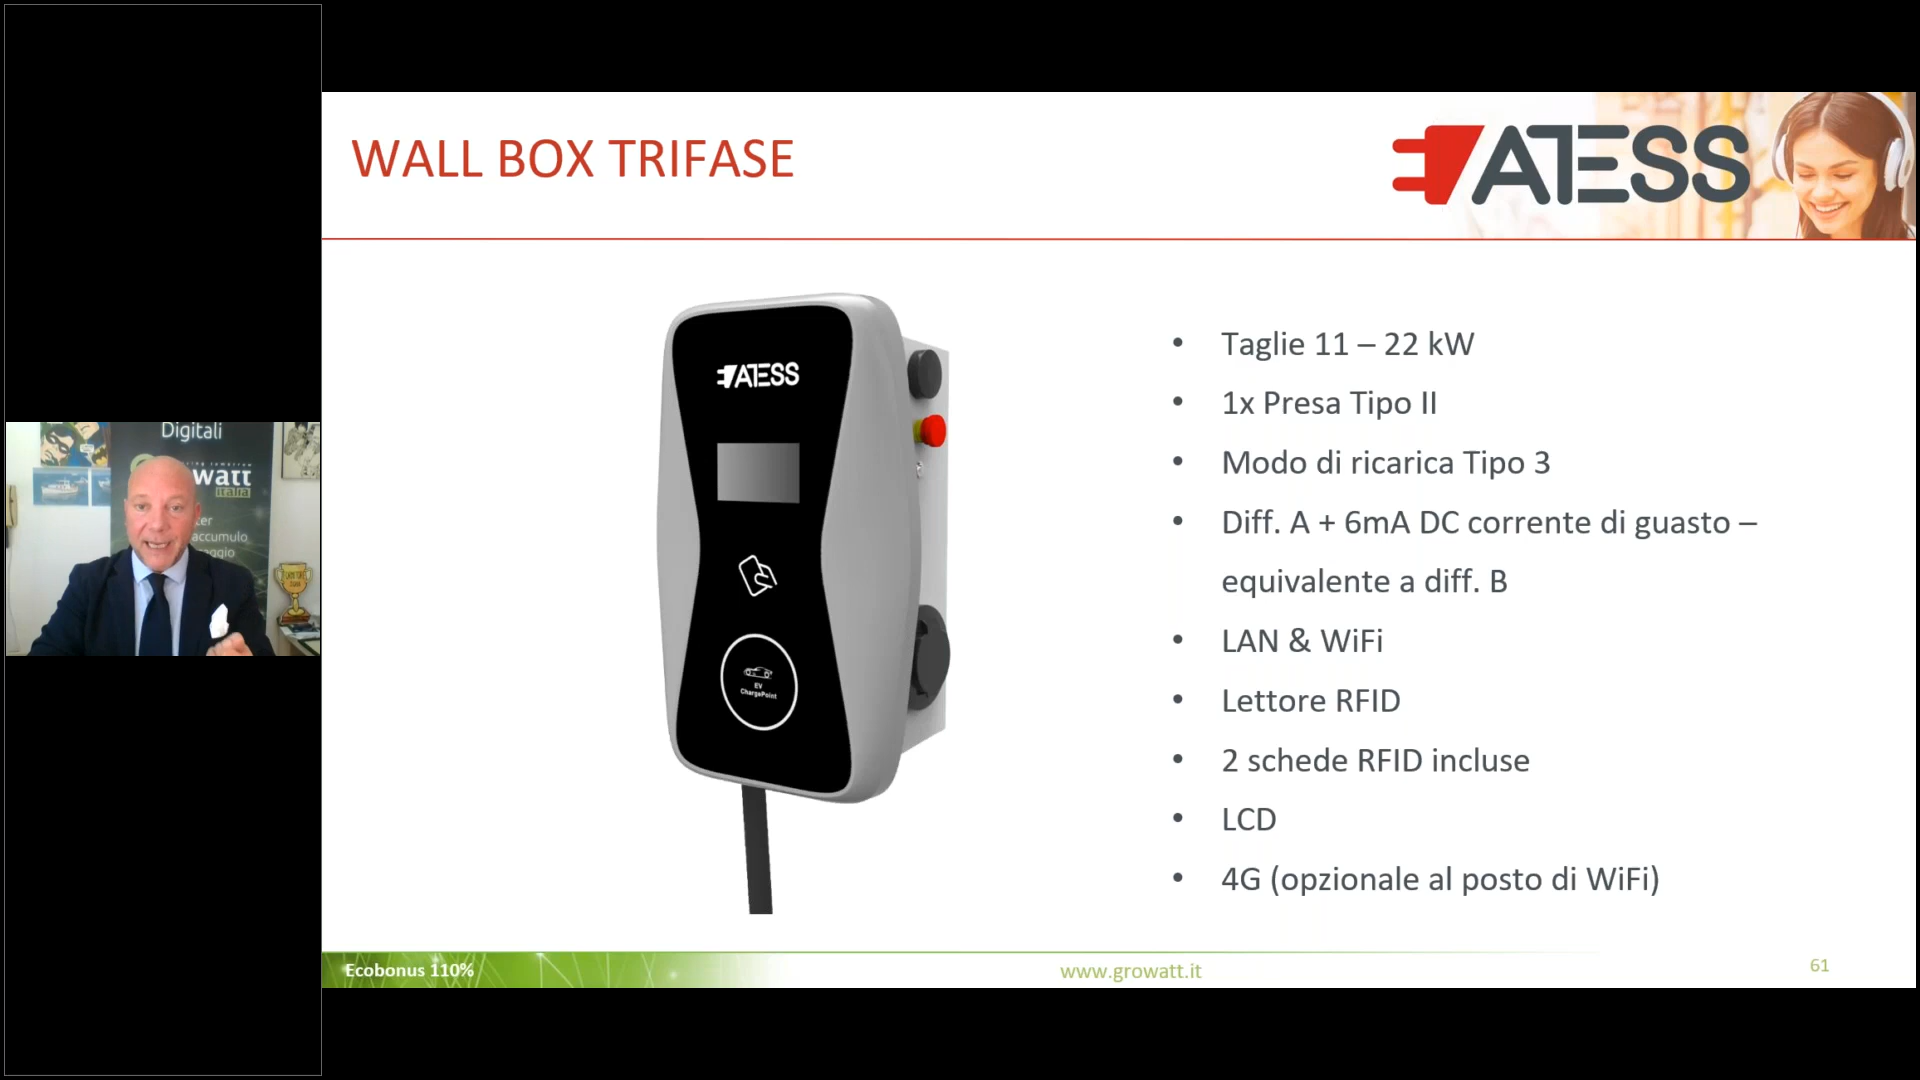 WALL BOX TRIFASE
ATESS
ATESS
EV
ChargePoint
• Taglie 11 – 22 kW
• 1x Presa Tipo II
• Modo di ricarica Tipo 3
• Diff. A + 6mA DC corrente di guasto –
equivalente a diff. B
• LAN & WiFi
• Lettore RFID
• 2 schede RFID incluse
• LCD
• 4G (opzionale al posto di WiFi)
Digitali
watt
italia
accumulo
Ecobonus 110%
www.growatt.it
61